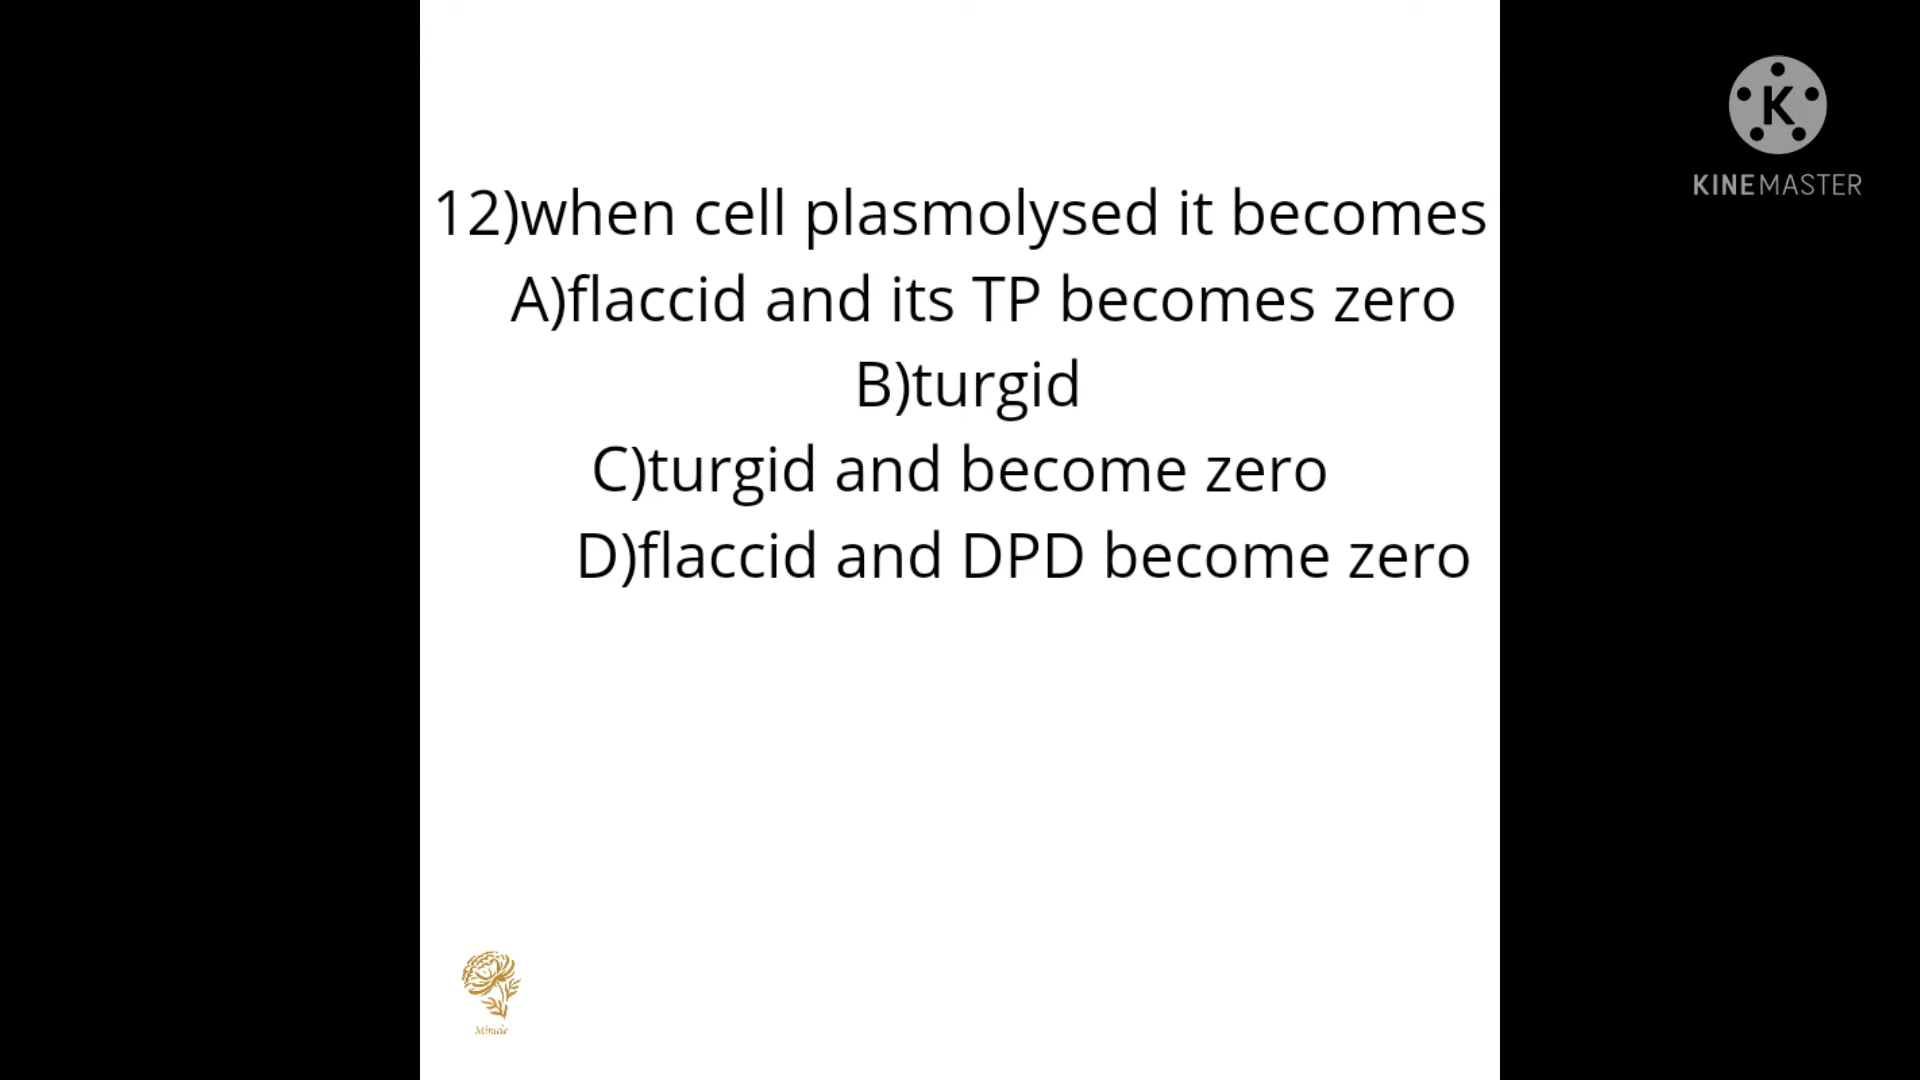 12)when cell plasmolysed it becomes
A)flaccid and its TP becomes zero
B)turgid
C)turgid and become zero
D)flaccid and DPD become zero
K
KINEMASTER
Miracle